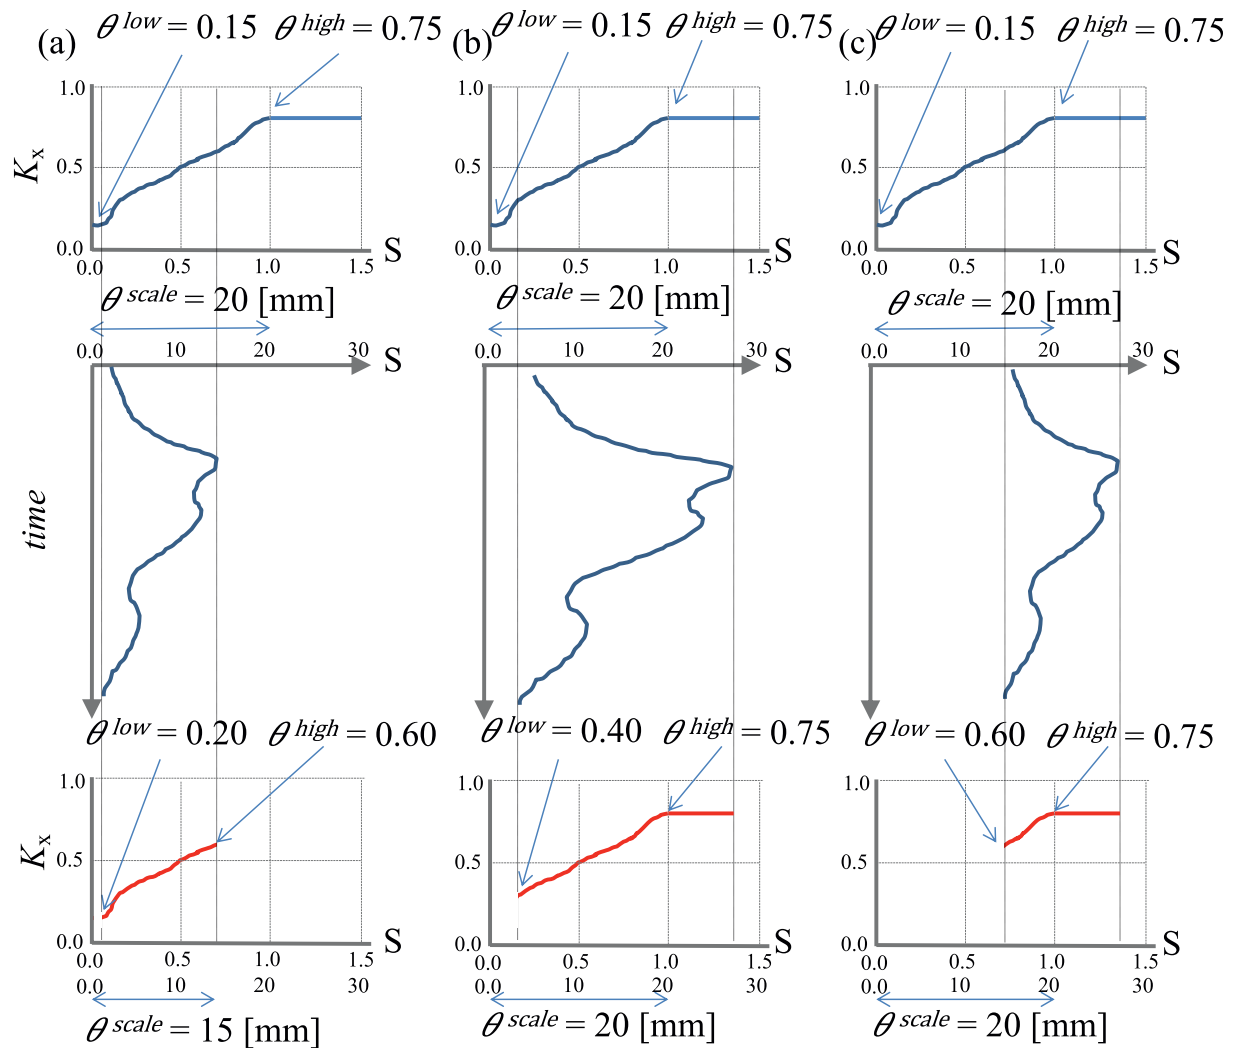 (a) θ low = 0.15 θ high = 0.75 (b) θ low = 0.15 θ high = 0.75 (c) θ low = 0.15 θ high = 0.75
1.0 1.0 1.0
Kx 0.5 0.5 0.5
0.0 S 0.0 S 0.0 S
0.0 0.5 1.0 1.5 0.0 0.5 1.0 1.5 0.0 0.5 1.0 1.5
θ scale = 20 [mm] θ scale = 20 [mm] θ scale = 20 [mm]
0.0 10 20 30 S 0.0 10 20 30 S 0.0 10 20 30 S
time
θ low = 0.20 θ high = 0.60 θ low = 0.40 θ high = 0.75 θ low = 0.60 θ high = 0.75
1.0 1.0 1.0
Kx 0.5 0.5 0.5
0.0 S 0.0 S 0.0 S
0.0 0.5 1.0 1.5 0.0 0.5 1.0 1.5 0.0 0.5 1.0 1.5
0.0 10 20 30 0.0 10 20 30 0.0 10 20 30
θ scale = 15 [mm] θ scale = 20 [mm] θ scale = 20 [mm]